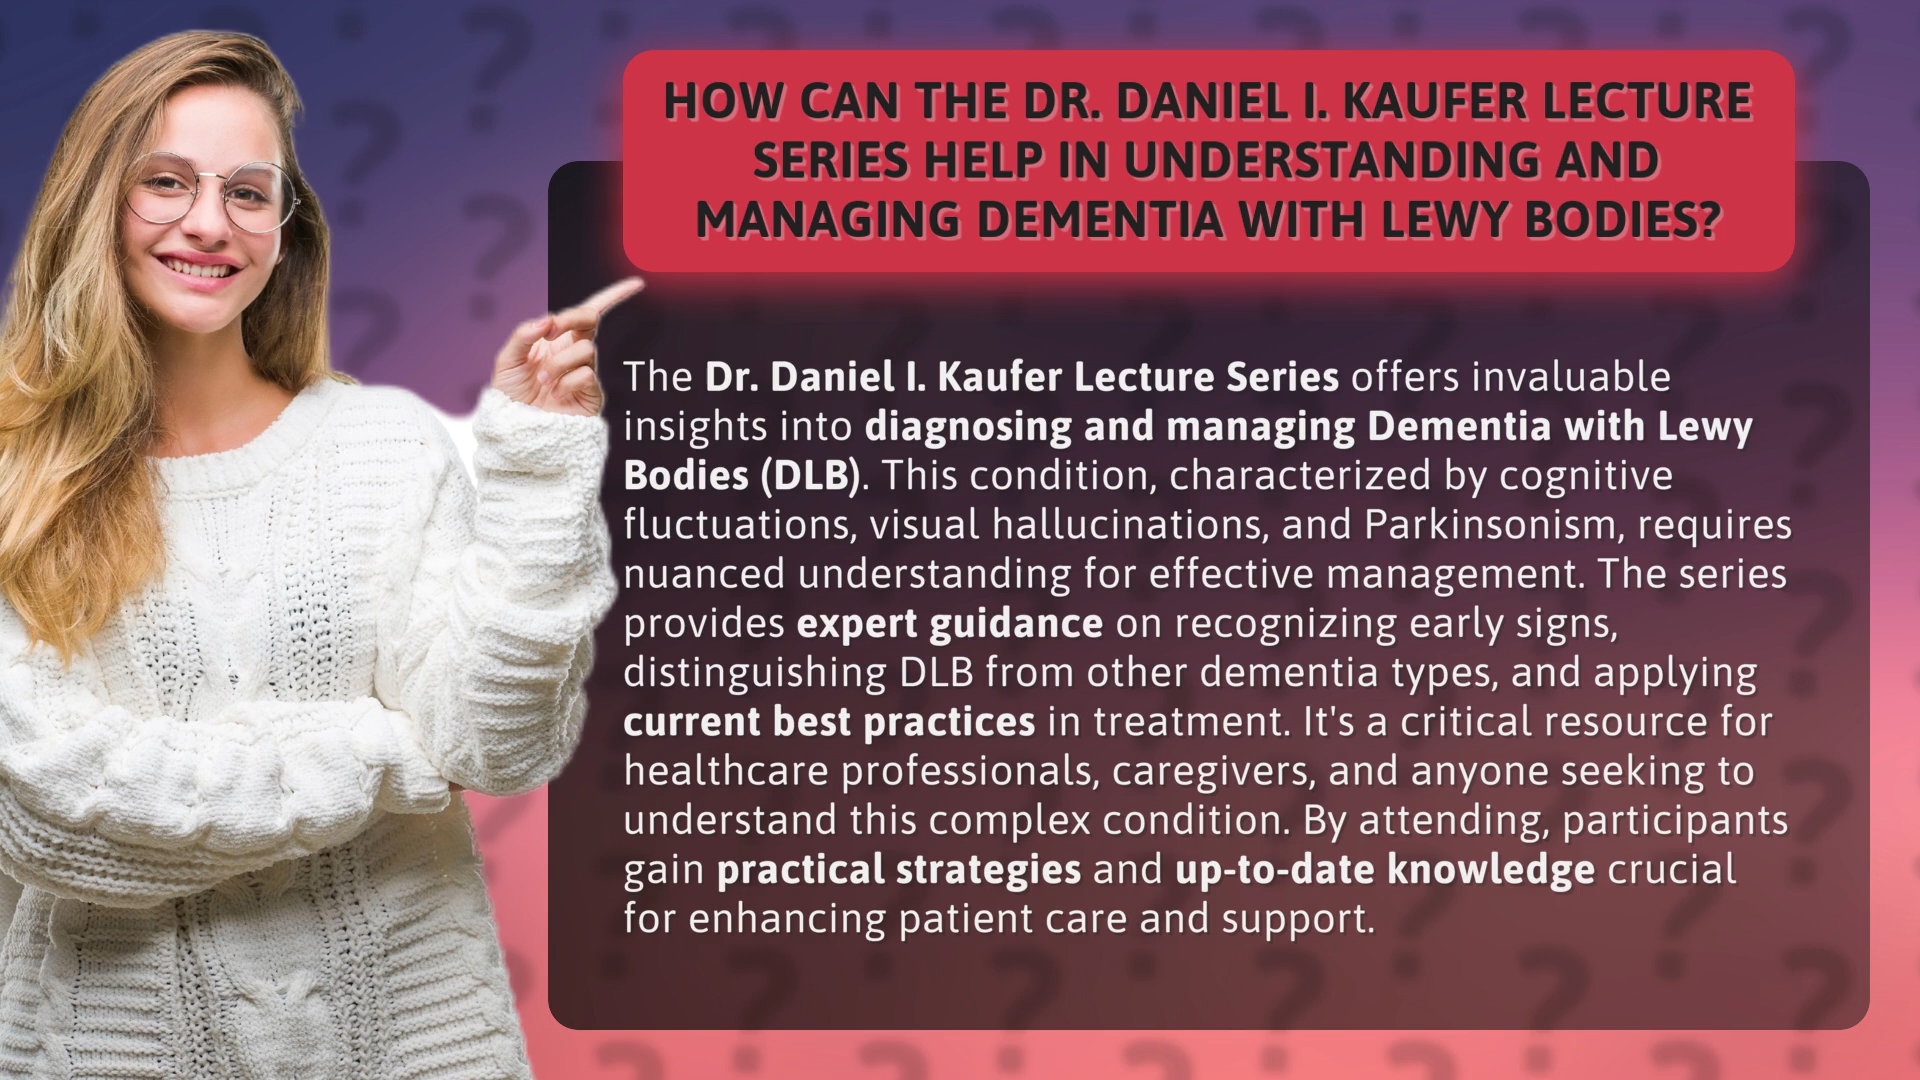 HOW CAN THE DR. DANIEL I. KAUFER LECTURE
SERIES HELP IN UNDERSTANDING AND
MANAGING DEMENTIA WITH LEWY BODIES?
The Dr. Daniel I. Kaufer Lecture Series offers invaluable
insights into diagnosing and managing Dementia with Lewy
Bodies (DLB). This condition, characterized by cognitive
fluctuations, visual hallucinations, and Parkinsonism, requires
nuanced understanding for effective management. The series
provides expert guidance on recognizing early signs,
distinguishing DLB from other dementia types, and applying
current best practices in treatment. It's a critical resource for
healthcare professionals, caregivers, and anyone seeking to
understand this complex condition. By attending, participants
gain practical strategies and up-to-date knowledge crucial
for enhancing patient care and support.